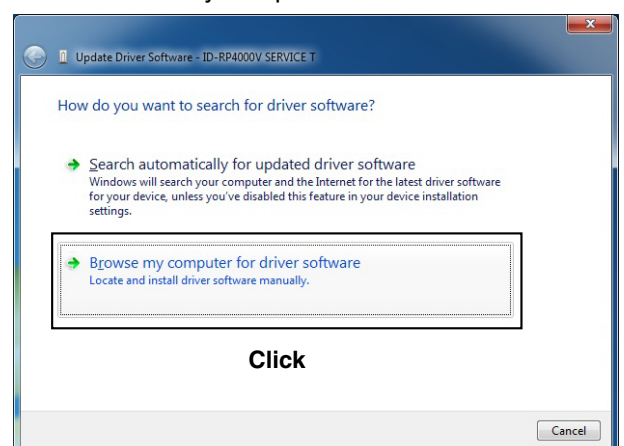 Update Driver Software - ID-RP4000V SERVICE T
How do you want to search for driver software?
Search automatically for updated driver software
Windows will search your computer and the Internet for the latest driver software
for your device, unless you've disabled this feature in your device installation
settings.
Browse my computer for driver software
Locate and install driver software manually.
Click
Cancel